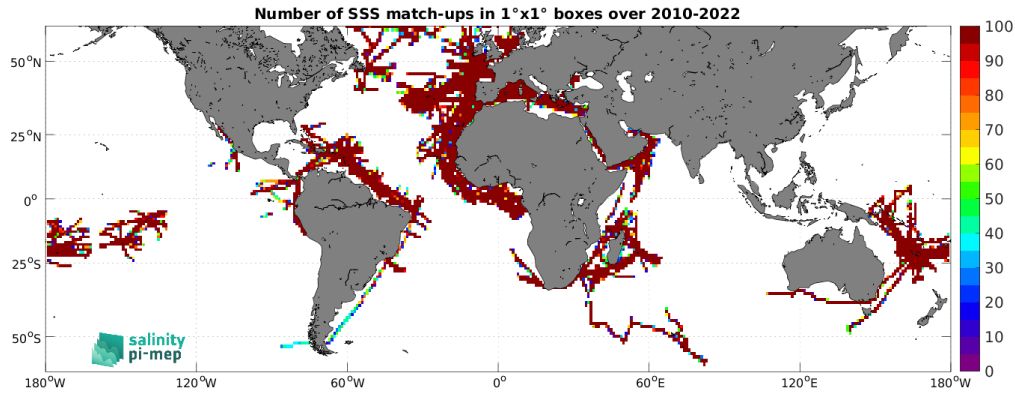 Number of SSS match-ups in 1°x1° boxes over 2010-2022
50°N
25°N
0°
25°S
50°S
180°W
120°W
60°W
0°
60°E
120°E
180°W
100
90
80
70
60
50
40
30
20
10
0
salinity
pi-mep